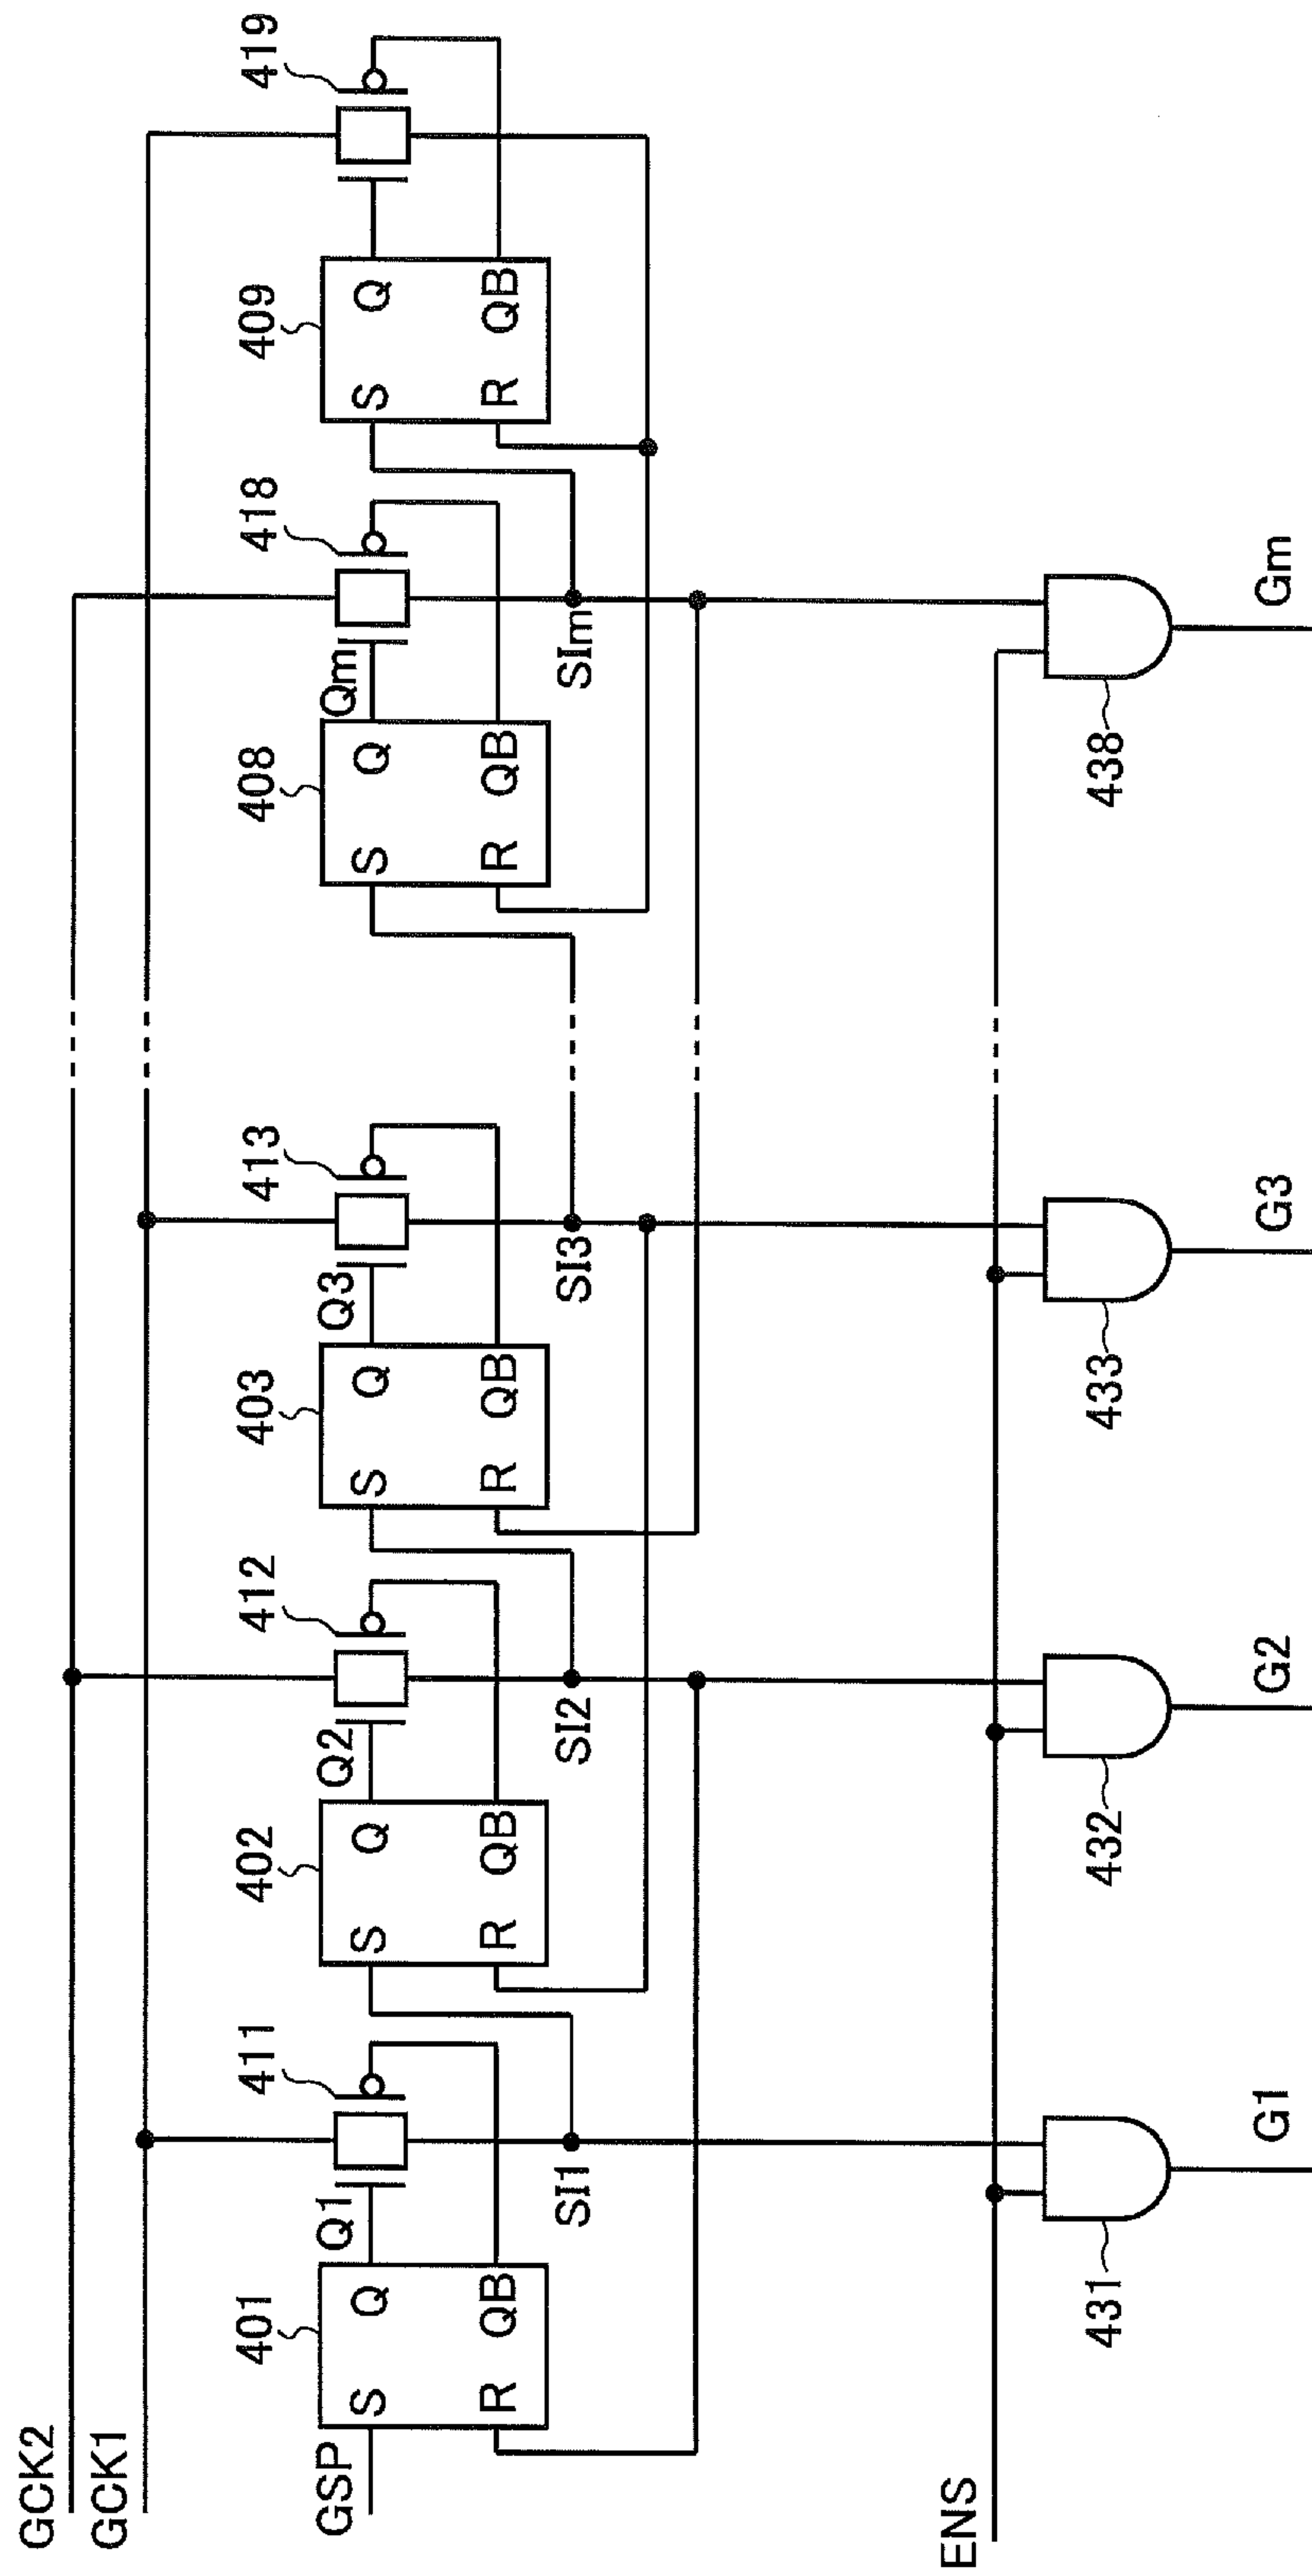 GCK2
GCK1
GSP
401
S Q
R QB
Q1
411
SI1
402
S Q
R QB
Q2
412
SI2
403
S Q
R QB
Q3
413
SI3
408
S Q
R QB
Qm
418
SIm
409
S Q
R QB
419
ENS
431
G1
432
G2
433
G3
438
Gm